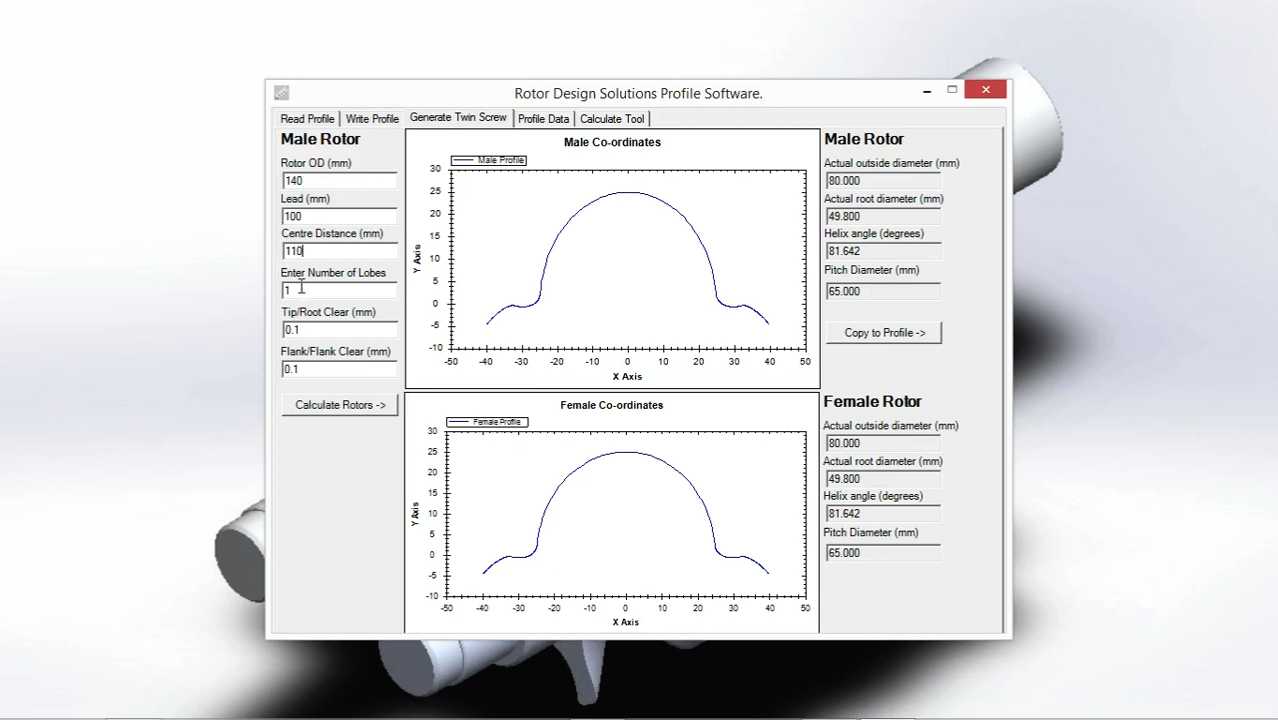 Rotor Design Solutions Profile Software.
Read Profile Write Profile Generate Twin Screw Profile Data Calculate Tool
Male Rotor
Rotor OD (mm)
140
Lead (mm)
100
Centre Distance (mm)
110
Enter Number of Lobes
1
Tip/Root Clear (mm)
0.1
Flank/Flank Clear (mm)
0.1
Calculate Rotors ->
Male Co-ordinates
Male Profile
Y Axis
30
25
20
15
10
5
0
-5
-10
-50 -40 -30 -20 -10 0 10 20 30 40 50
X Axis
Female Co-ordinates
Female Profile
Y Axis
30
25
20
15
10
5
0
-5
-10
-50 -40 -30 -20 -10 0 10 20 30 40 50
X Axis
Male Rotor
Actual outside diameter (mm)
80.000
Actual root diameter (mm)
49.800
Helix angle (degrees)
81.642
Pitch Diameter (mm)
65.000
Copy to Profile ->
Female Rotor
Actual outside diameter (mm)
80.000
Actual root diameter (mm)
49.800
Helix angle (degrees)
81.642
Pitch Diameter (mm)
65.000